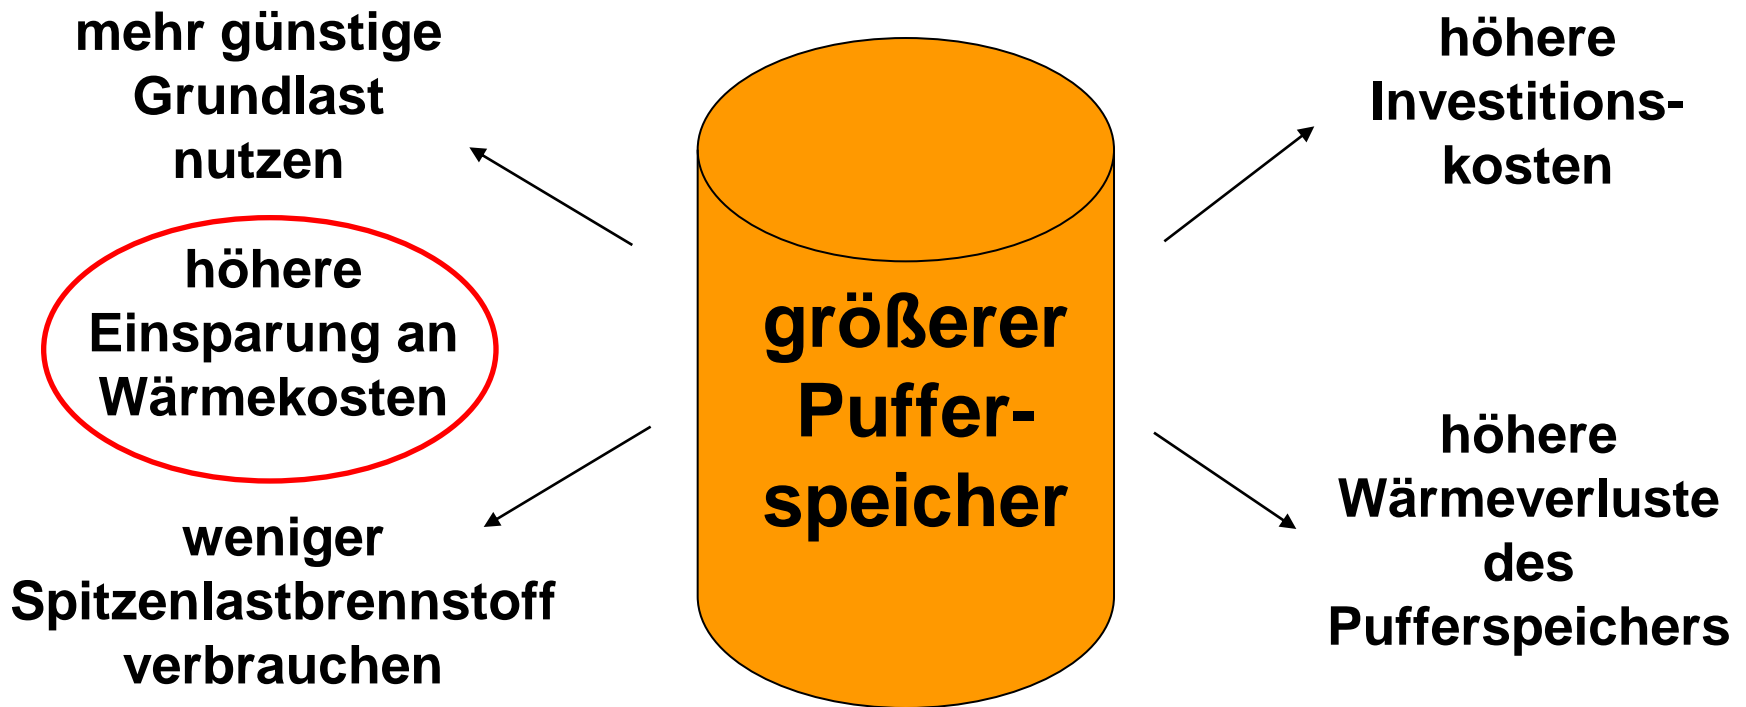 mehr günstige
Grundlast
nutzen
höhere
Einsparung an
Wärmekosten
weniger
Spitzenlastbrennstoff
verbrauchen
größerer
Puffer-
speicher
höhere
Investitions-
kosten
höhere
Wärmeverluste
des
Pufferspeichers